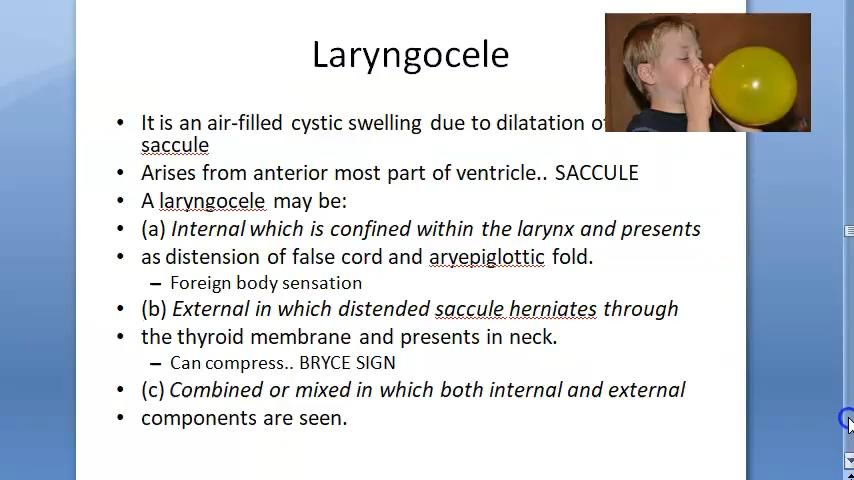 Laryngocele
• It is an air-filled cystic swelling due to dilatation of
saccule
• Arises from anterior most part of ventricle.. SACCULE
• A laryngocele may be:
• (a) Internal which is confined within the larynx and presents
• as distension of false cord and aryepiglottic fold.
– Foreign body sensation
• (b) External in which distended saccule herniates through
• the thyroid membrane and presents in neck.
– Can compress.. BRYCE SIGN
• (c) Combined or mixed in which both internal and external
• components are seen.